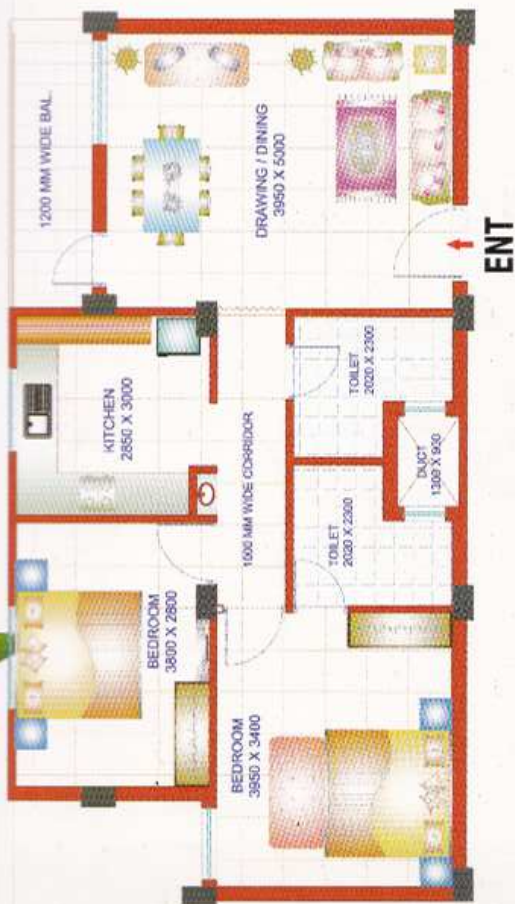 1200 MM WIDE BAL.
DRAWING / DINING
3950 X 5000
ENT
KITCHEN
2850 X 3000
1000 MM WIDE CORRIDOR
TOILET
2020 X 2300
TOILET
2020 X 2300
DUCT
1300 X 900
BEDROOM
3800 X 2800
BEDROOM
3950 X 3400